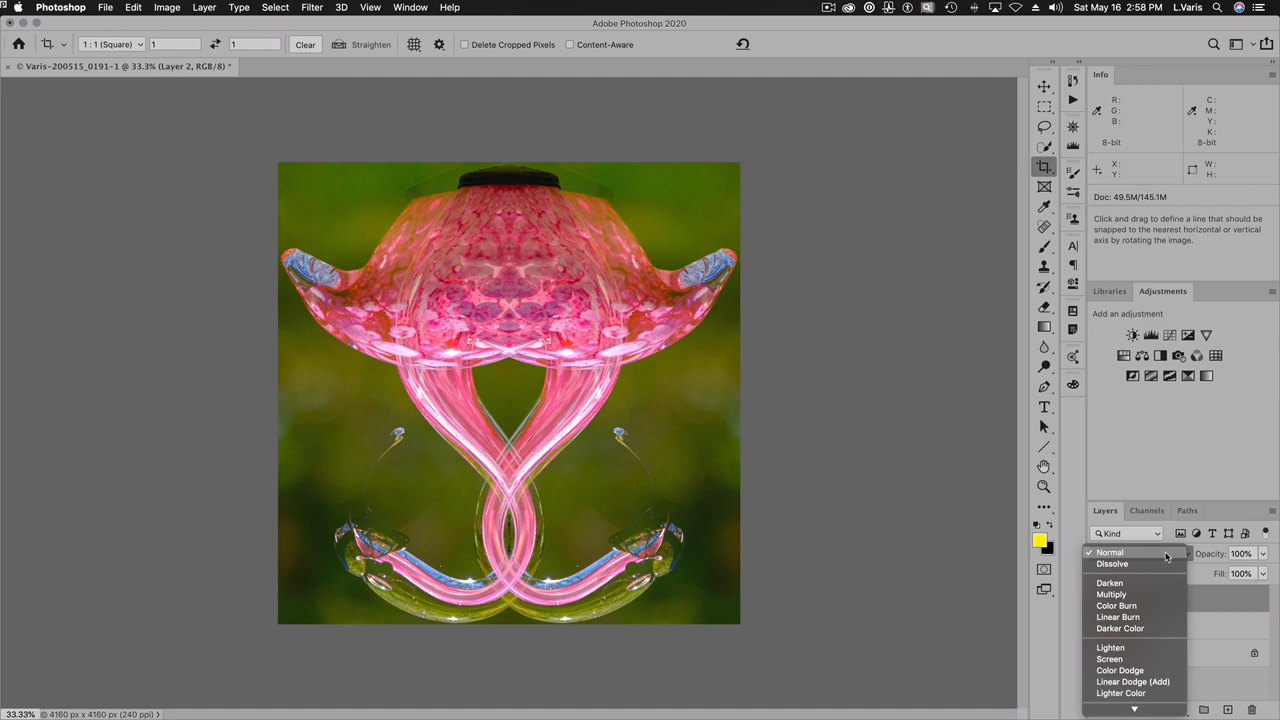 Photoshop File Edit Image Layer Type Select Filter 3D View Window Help Sat May 16 2:58 PM L.Varis
Adobe Photoshop 2020
1 : 1 (Square) 1 1 Clear Straighten Delete Cropped Pixels Content-Aware
© Varis-200515_0191-1 @ 33.3% (Layer 2, RGB/8) *
Info
R: C:
G: M:
B: Y:
K:
8-bit 8-bit
X: W:
Y: H:
Doc: 49.5M/145.1M
Click and drag to define a line that should be
snapped to the nearest horizontal or vertical
axis by rotating the image.
Libraries Adjustments
Add an adjustment
Layers Channels Paths
Kind
Normal Opacity: 100%
Dissolve
Fill: 100%
Darken
Multiply
Color Burn
Linear Burn
Darker Color
Lighten
Screen
Color Dodge
Linear Dodge (Add)
Lighter Color
33.33% © 4160 px x 4160 px (240 ppi)